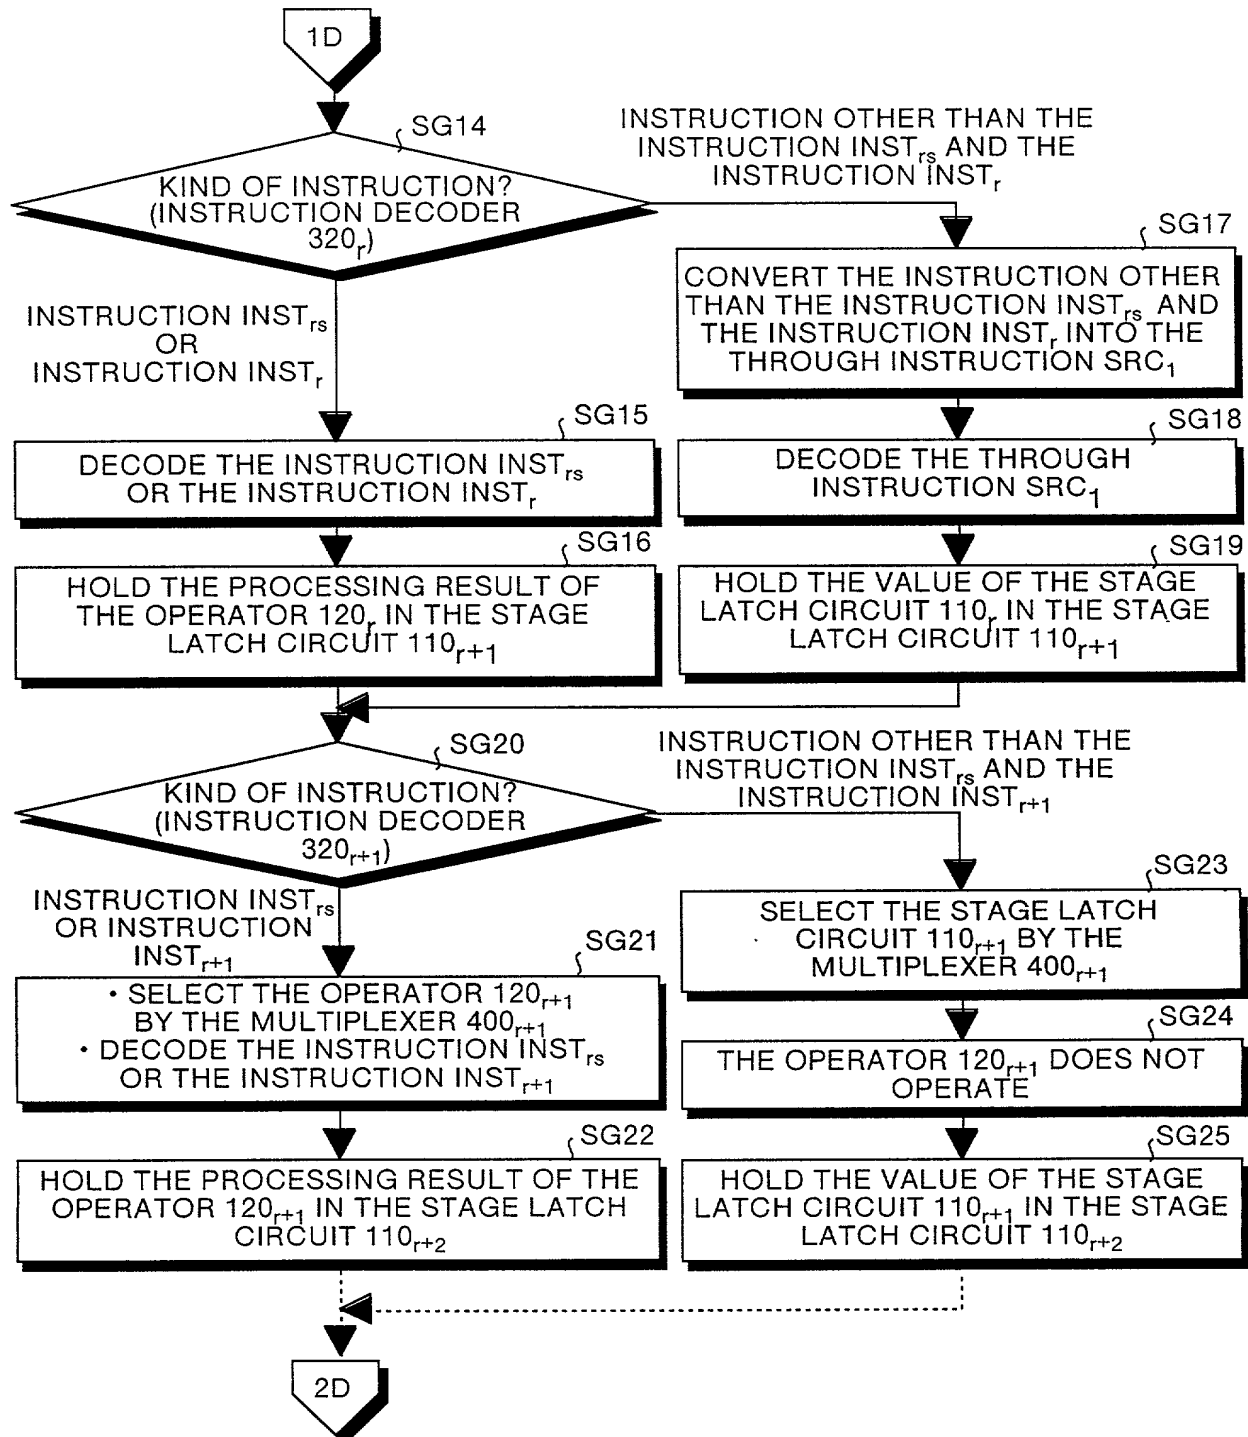 1D
SG14
KIND OF INSTRUCTION?
(INSTRUCTION DECODER
320r)
INSTRUCTION OTHER THAN THE
INSTRUCTION INSTrs AND THE
INSTRUCTION INSTr
INSTRUCTION INSTrs
OR
INSTRUCTION INSTr
SG17
CONVERT THE INSTRUCTION OTHER
THAN THE INSTRUCTION INSTrs AND
THE INSTRUCTION INSTr INTO THE
THROUGH INSTRUCTION SRC1
SG15
DECODE THE INSTRUCTION INSTrs
OR THE INSTRUCTION INSTr
SG18
DECODE THE THROUGH
INSTRUCTION SRC1
SG16
HOLD THE PROCESSING RESULT OF
THE OPERATOR 120r IN THE STAGE
LATCH CIRCUIT 110r+1
SG19
HOLD THE VALUE OF THE STAGE
LATCH CIRCUIT 110r IN THE STAGE
LATCH CIRCUIT 110r+1
SG20
KIND OF INSTRUCTION?
(INSTRUCTION DECODER
320r+1)
INSTRUCTION OTHER THAN THE
INSTRUCTION INSTrs AND THE
INSTRUCTION INSTr+1
INSTRUCTION INSTrs
OR INSTRUCTION
INSTr+1
SG21
• SELECT THE OPERATOR 120r+1
BY THE MULTIPLEXER 400r+1
• DECODE THE INSTRUCTION INSTrs
OR THE INSTRUCTION INSTr+1
SG23
SELECT THE STAGE LATCH
CIRCUIT 110r+1 BY THE
MULTIPLEXER 400r+1
SG24
THE OPERATOR 120r+1 DOES NOT
OPERATE
SG22
HOLD THE PROCESSING RESULT OF THE
OPERATOR 120r+1 IN THE STAGE LATCH
CIRCUIT 110r+2
SG25
HOLD THE VALUE OF THE STAGE
LATCH CIRCUIT 110r+1 IN THE STAGE
LATCH CIRCUIT 110r+2
2D